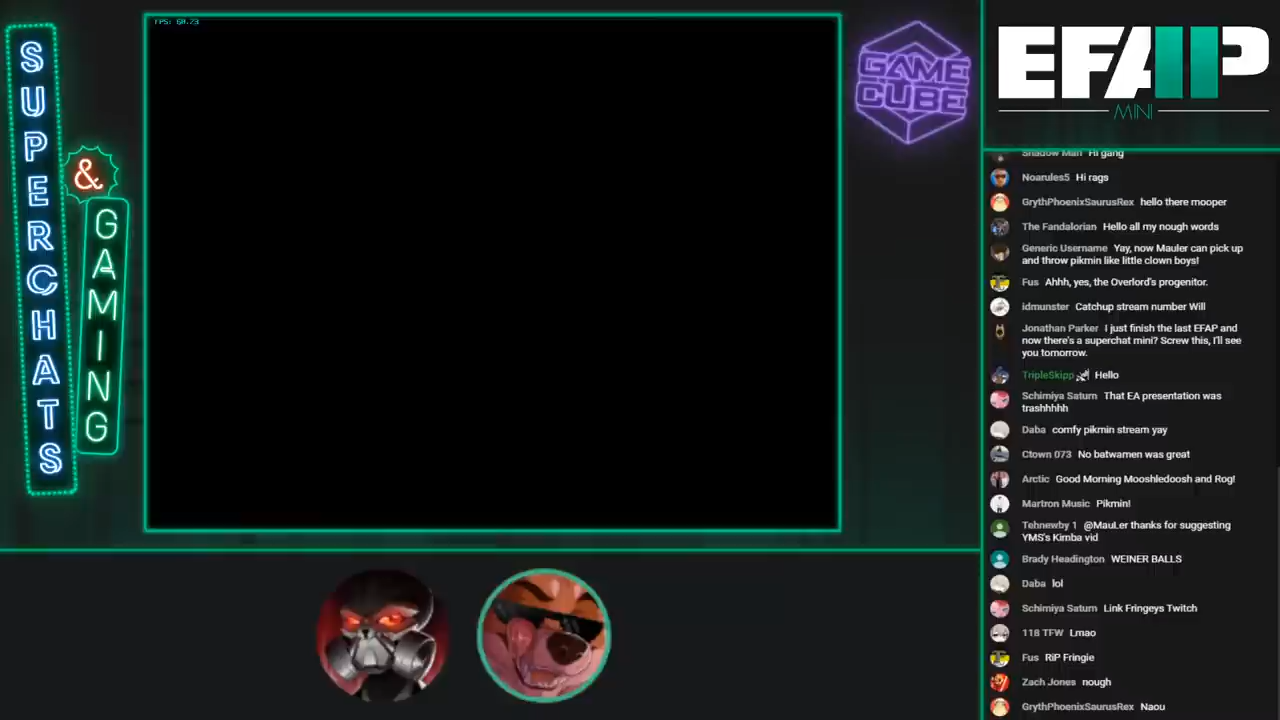 FPS: 60.23
SUPERCHATS
&
GAMING
GAME
CUBE
EFAP
MINI
Shadow Man Hi gang
Noarules5 Hi rags
GrythPhoenixSaurusRex hello there mooper
The Fandalorian Hello all my nough words
Generic Username Yay, now Mauler can pick up
and throw pikmin like little clown boys!
Fus Ahhh, yes, the Overlord's progenitor.
idmunster Catchup stream number Will
Jonathan Parker I just finish the last EFAP and
now there's a superchat mini? Screw this, I'll see
you tomorrow.
TripleSkipp Hello
Schimiya Satum That EA presentation was
trashhhhh
Daba comfy pikmin stream yay
Ctown 073 No batwamen was great
Arctic Good Morning Mooshledoosh and Rog!
Martron Music Pikmin!
Tehnewby 1 @MauLer thanks for suggesting
YMS's Kimba vid
Brady Headington WEINER BALLS
Daba lol
Schimiya Satum Link Fringeys Twitch
118 TFW Lmao
Fus RiP Fringie
Zach Jones nough
GrythPhoenixSaurusRex Naou